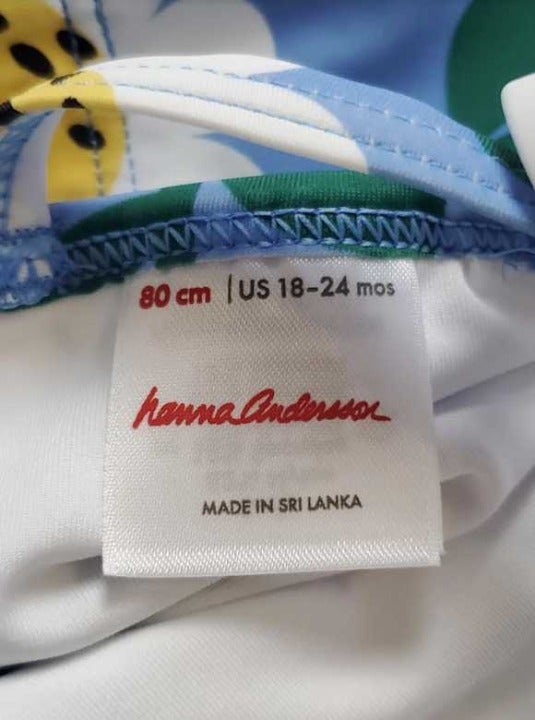 80 cm | US 18-24 mos
hanna Andersson
MADE IN SRI LANKA